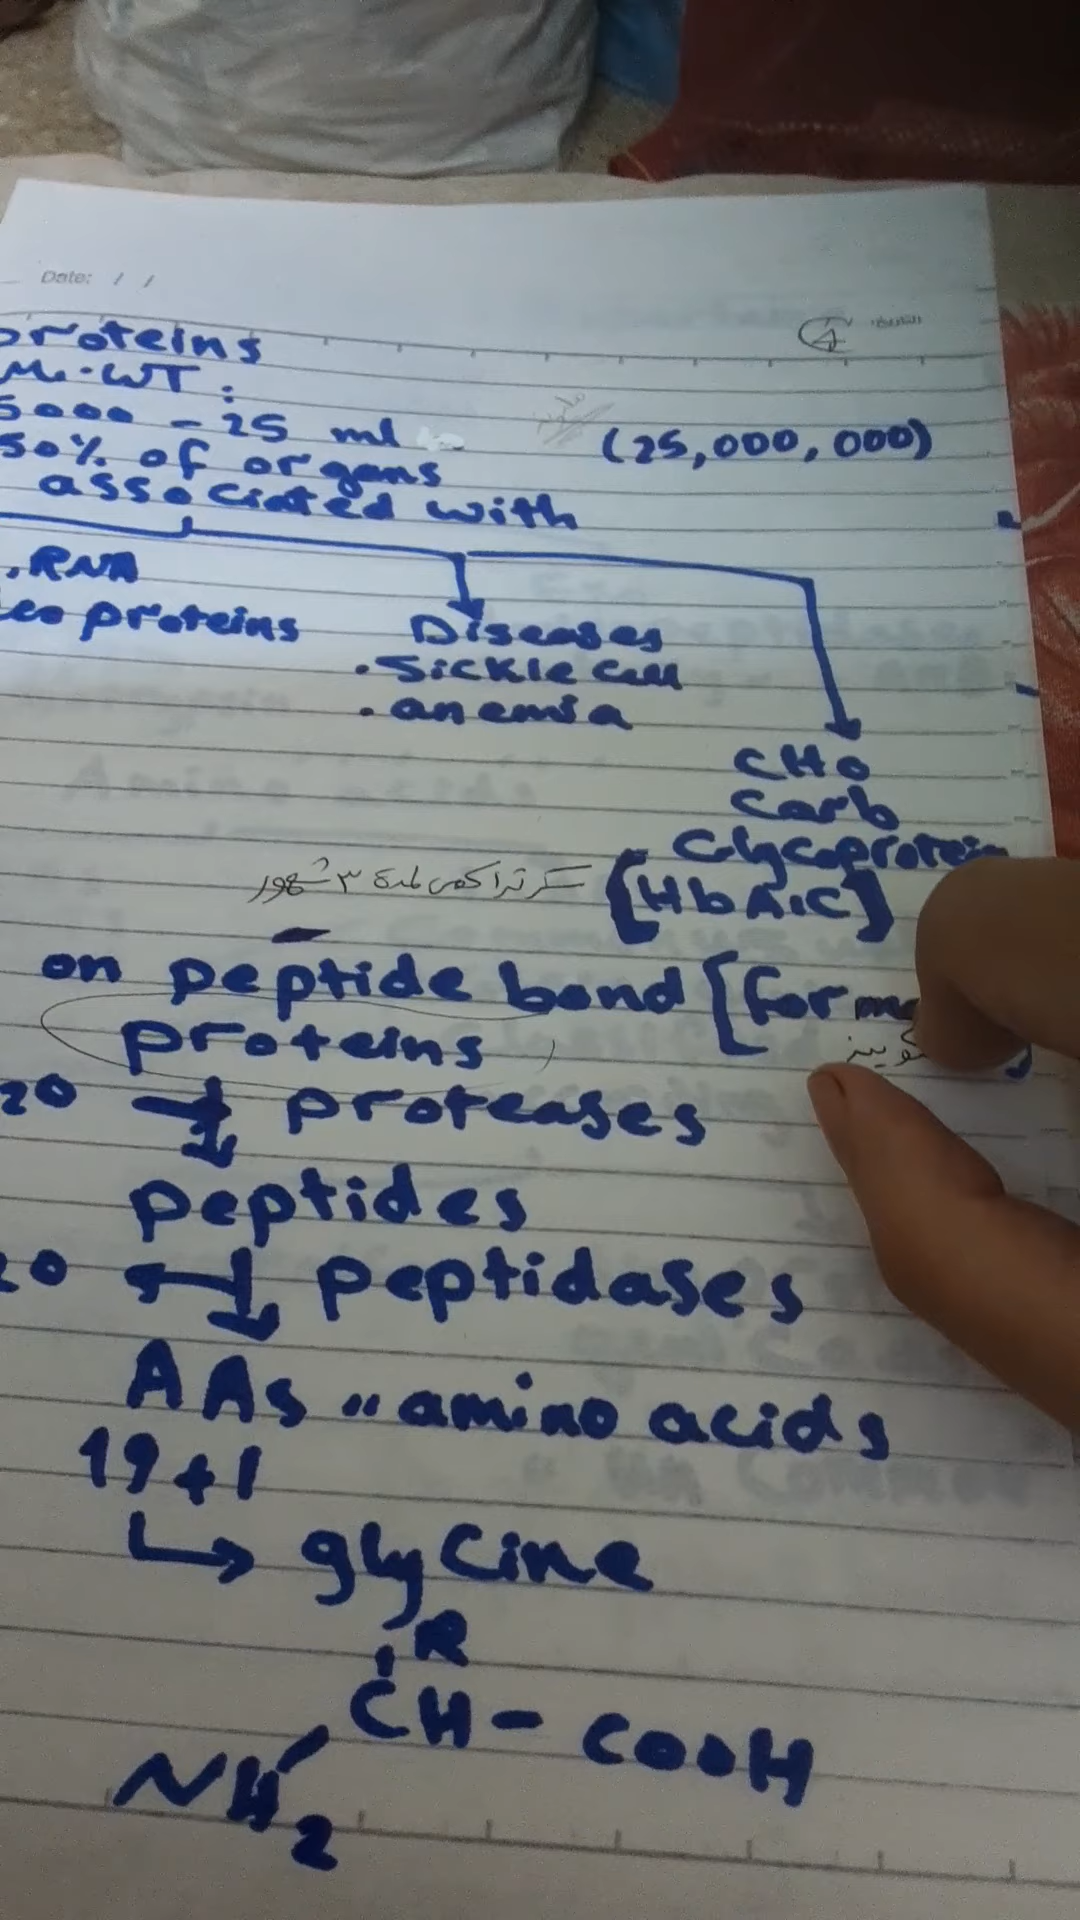 Date: / /
التاريخ:
proteins
M.WT:
5000 - 25 ml (25,000,000)
50% of organs
associated with
RNA
eo proteins
Diseases
. Sickle cell
. anemia
CHO
Carb
Glycoprotein
[HbA1C] سكر تراكمي لمدة ٣ شهور
on peptide bond [form
proteins
20 proteases
peptides
20 peptidases
AAs " amino acids
19+1
glycine
R
CH - COOH
NH2